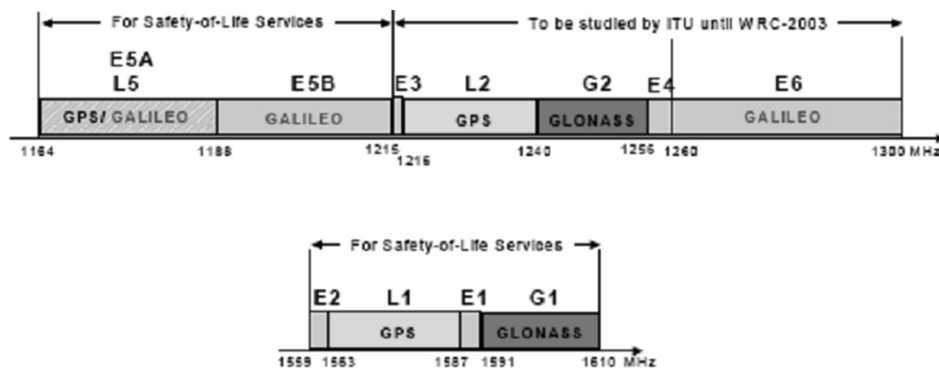 For Safety-of-Life Services To be studied by ITU until WRC-2003
E5A
L5 E5B E3 L2 G2 E4 E6
GPS/ GALILEO GALILEO GPS GLONASS GALILEO
1164 1188 1215 1216 1240 1256 1260 1300 MHz
For Safety-of-Life Services
E2 L1 E1 G1
GPS GLONASS
1559 1563 1587 1591 1610 MHz